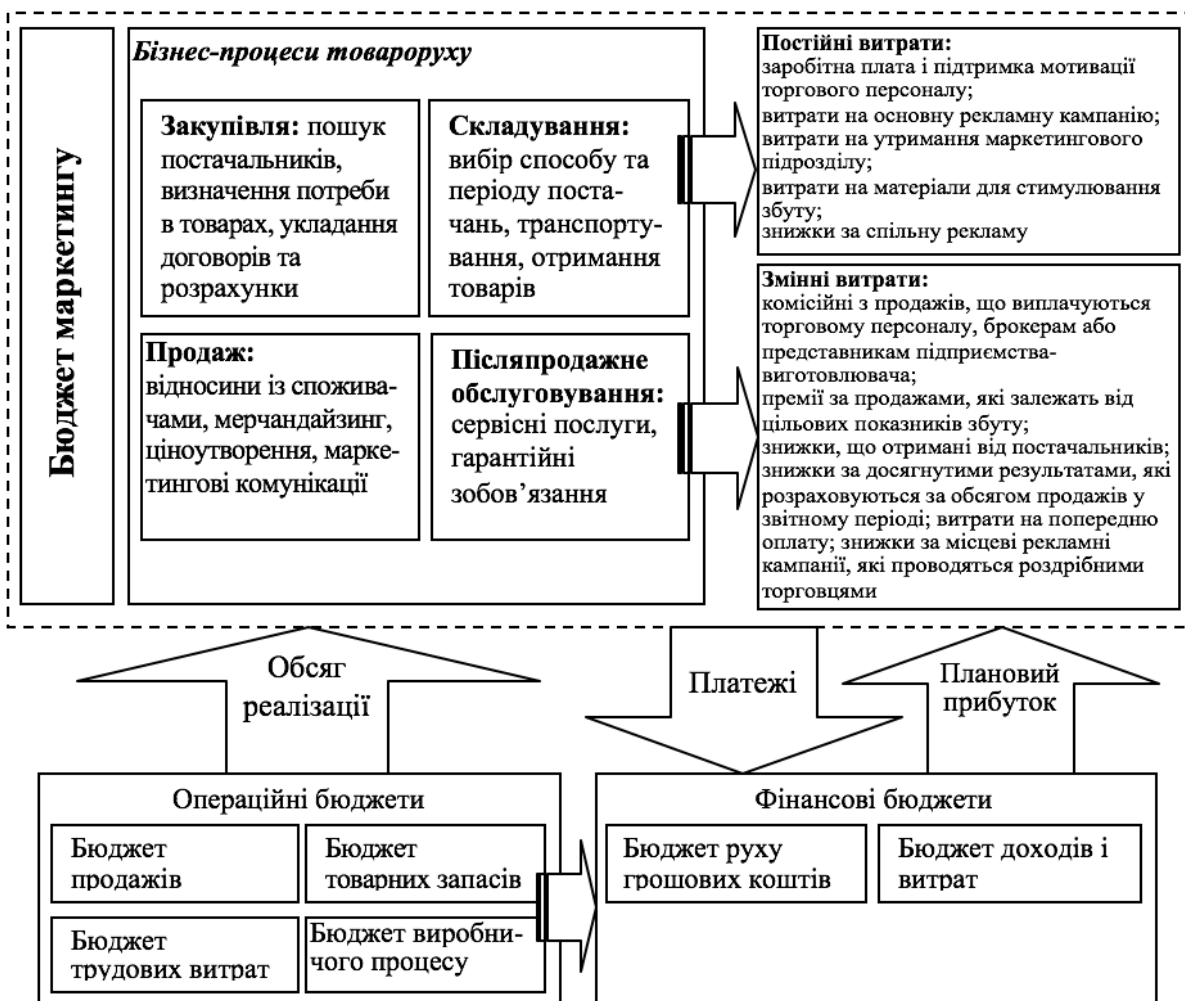 Бюджет маркетингу
Бізнес-процеси товароруху
Закупівля: пошук
постачальників,
визначення потреби
в товарах, укладання
договорів та
розрахунки
Складування:
вибір способу та
періоду поста-
чань, транспорту-
вання, отримання
товарів
Продаж:
відносини із спожива-
чами, мерчандайзинг,
ціноутворення, марке-
тингові комунікації
Післяпродажне
обслуговування:
сервісні послуги,
гарантійні
зобов’язання
Постійні витрати:
заробітна плата і підтримка мотивації
торгового персоналу;
витрати на основну рекламну кампанію;
витрати на утримання маркетингового
підрозділу;
витрати на матеріали для стимулювання
збуту;
знижки за спільну рекламу
Змінні витрати:
комісійні з продажів, що виплачуються
торговому персоналу, брокерам або
представникам підприємства-
виготовлювача;
премії за продажами, які залежать від
цільових показників збуту;
знижки, що отримані від постачальників;
знижки за досягнутими результатами, які
розраховуються за обсягом продажів у
звітному періоді; витрати на попередню
оплату; знижки за місцеві рекламні
кампанії, які проводяться роздрібними
торговцями
Обсяг
реалізації
Платежі
Плановий
прибуток
Операційні бюджети
Бюджет
продажів
Бюджет
товарних запасів
Бюджет
трудових витрат
Бюджет виробни-
чого процесу
Фінансові бюджети
Бюджет руху
грошових коштів
Бюджет доходів і
витрат